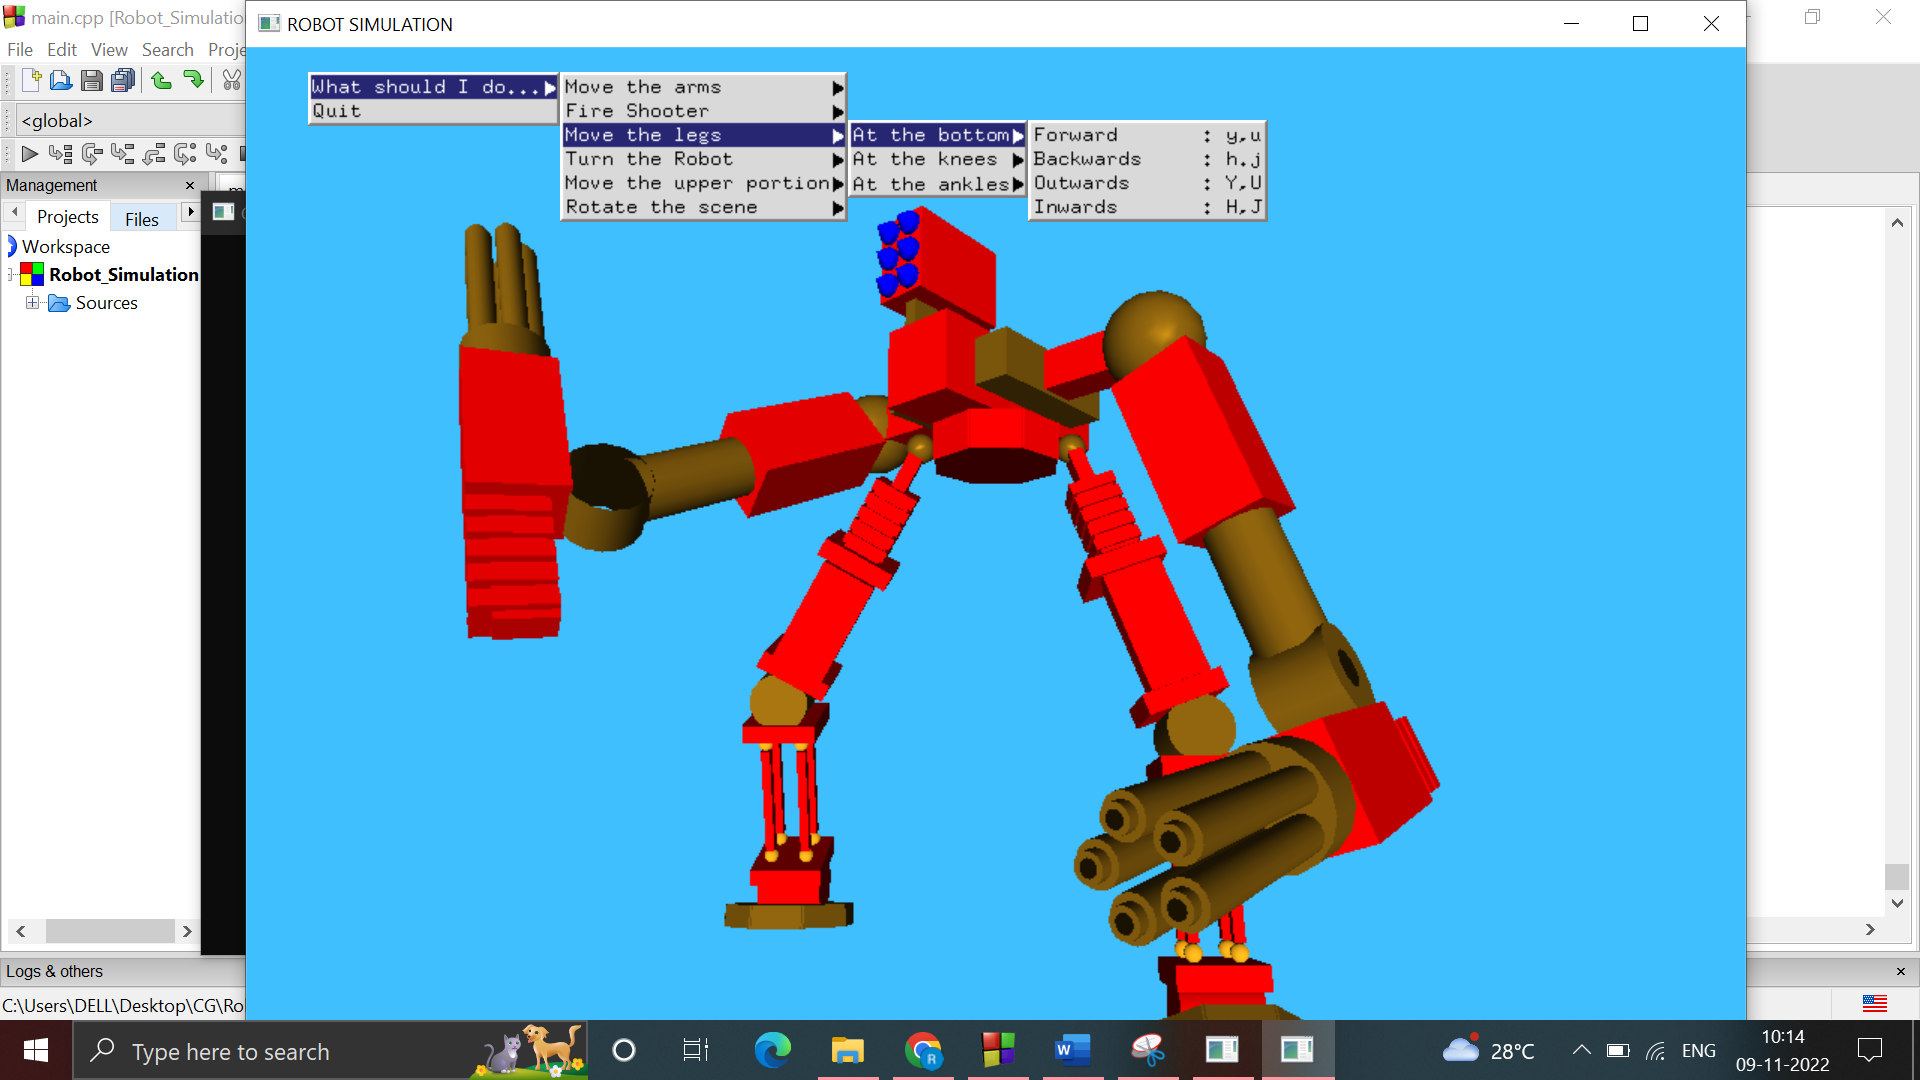 main.cpp [Robot_Simulatio
ROBOT SIMULATION
File Edit View Search Proje
What should I do...
Quit
Move the arms
Fire Shooter
Move the legs
Turn the Robot
Move the upper portion
Rotate the scene
At the bottom
At the knees
At the ankles
Forward : y,u
Backwards : h.j
Outwards : Y,U
Inwards : H,J
<global>
Management
Projects
Files
Workspace
Robot_Simulation
Sources
Logs & others
C:\Users\DELL\Desktop\CG\Ro
Type here to search
28°C
ENG
10:14
09-11-2022